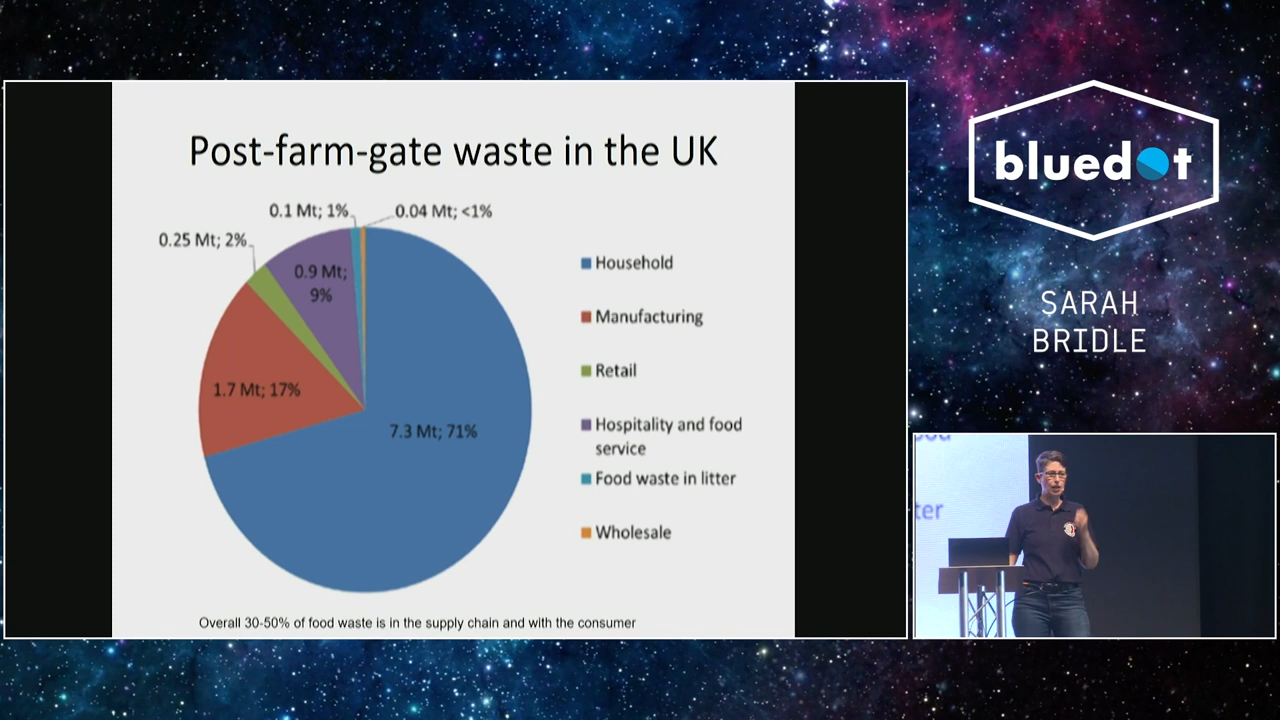 Post-farm-gate waste in the UK
0.1 Mt; 1%
0.04 Mt; <1%
0.25 Mt; 2%
0.9 Mt;
9%
1.7 Mt; 17%
7.3 Mt; 71%
Household
Manufacturing
Retail
Hospitality and food
service
Food waste in litter
Wholesale
Overall 30-50% of food waste is in the supply chain and with the consumer
bluedot
SARAH
BRIDLE
ood
ter